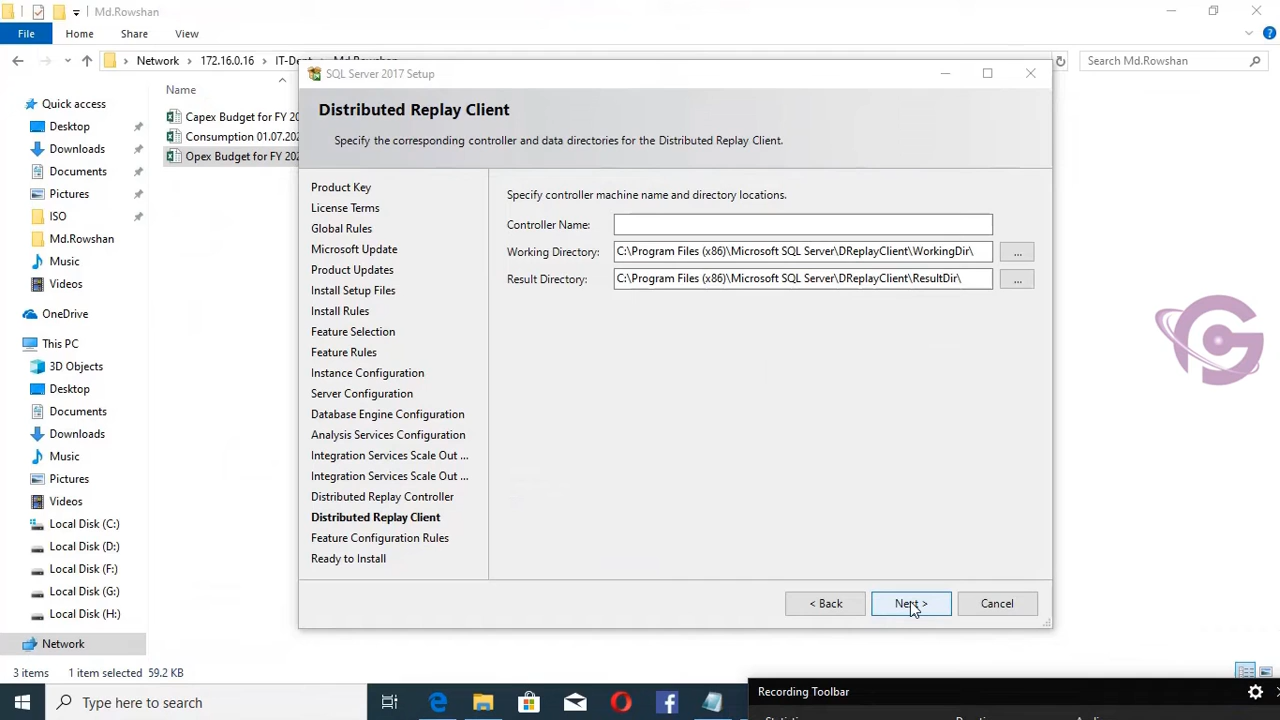 Md.Rowshan
File
Home
Share
View
Network
172.16.0.16
IT-Dept
Md.Rowshan
Search Md.Rowshan
Quick access
Desktop
Downloads
Documents
Pictures
ISO
Md.Rowshan
Music
Videos
OneDrive
This PC
3D Objects
Desktop
Documents
Downloads
Music
Pictures
Videos
Local Disk (C:)
Local Disk (D:)
Local Disk (F:)
Local Disk (G:)
Local Disk (H:)
Network
Name
Capex Budget for FY 20
Consumption 01.07.202
Opex Budget for FY 202
SQL Server 2017 Setup
Distributed Replay Client
Specify the corresponding controller and data directories for the Distributed Replay Client.
Product Key
License Terms
Global Rules
Microsoft Update
Product Updates
Install Setup Files
Install Rules
Feature Selection
Feature Rules
Instance Configuration
Server Configuration
Database Engine Configuration
Analysis Services Configuration
Integration Services Scale Out ...
Integration Services Scale Out ...
Distributed Replay Controller
Distributed Replay Client
Feature Configuration Rules
Ready to Install
Specify controller machine name and directory locations.
Controller Name:
Working Directory: C:\Program Files (x86)\Microsoft SQL Server\DReplayClient\WorkingDir\ ...
Result Directory: C:\Program Files (x86)\Microsoft SQL Server\DReplayClient\ResultDir\ ...
< Back
Next >
Cancel
3 items 1 item selected 59.2 KB
Type here to search
Recording Toolbar